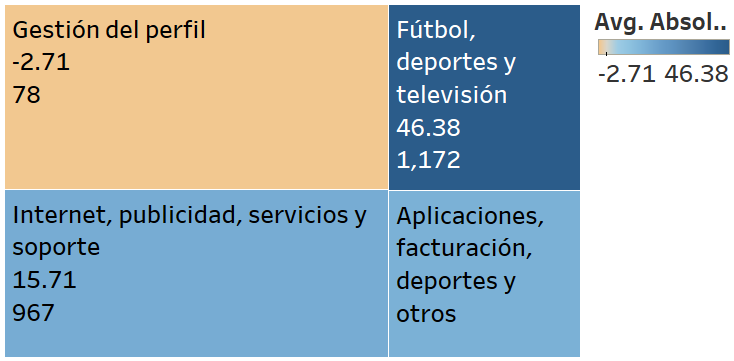 Gestión del perfil
-2.71
78
Fútbol,
deportes y
televisión
46.38
1,172
Internet, publicidad, servicios y
soporte
15.71
967
Aplicaciones,
facturación,
deportes y
otros
Avg. Absol..
-2.71 46.38